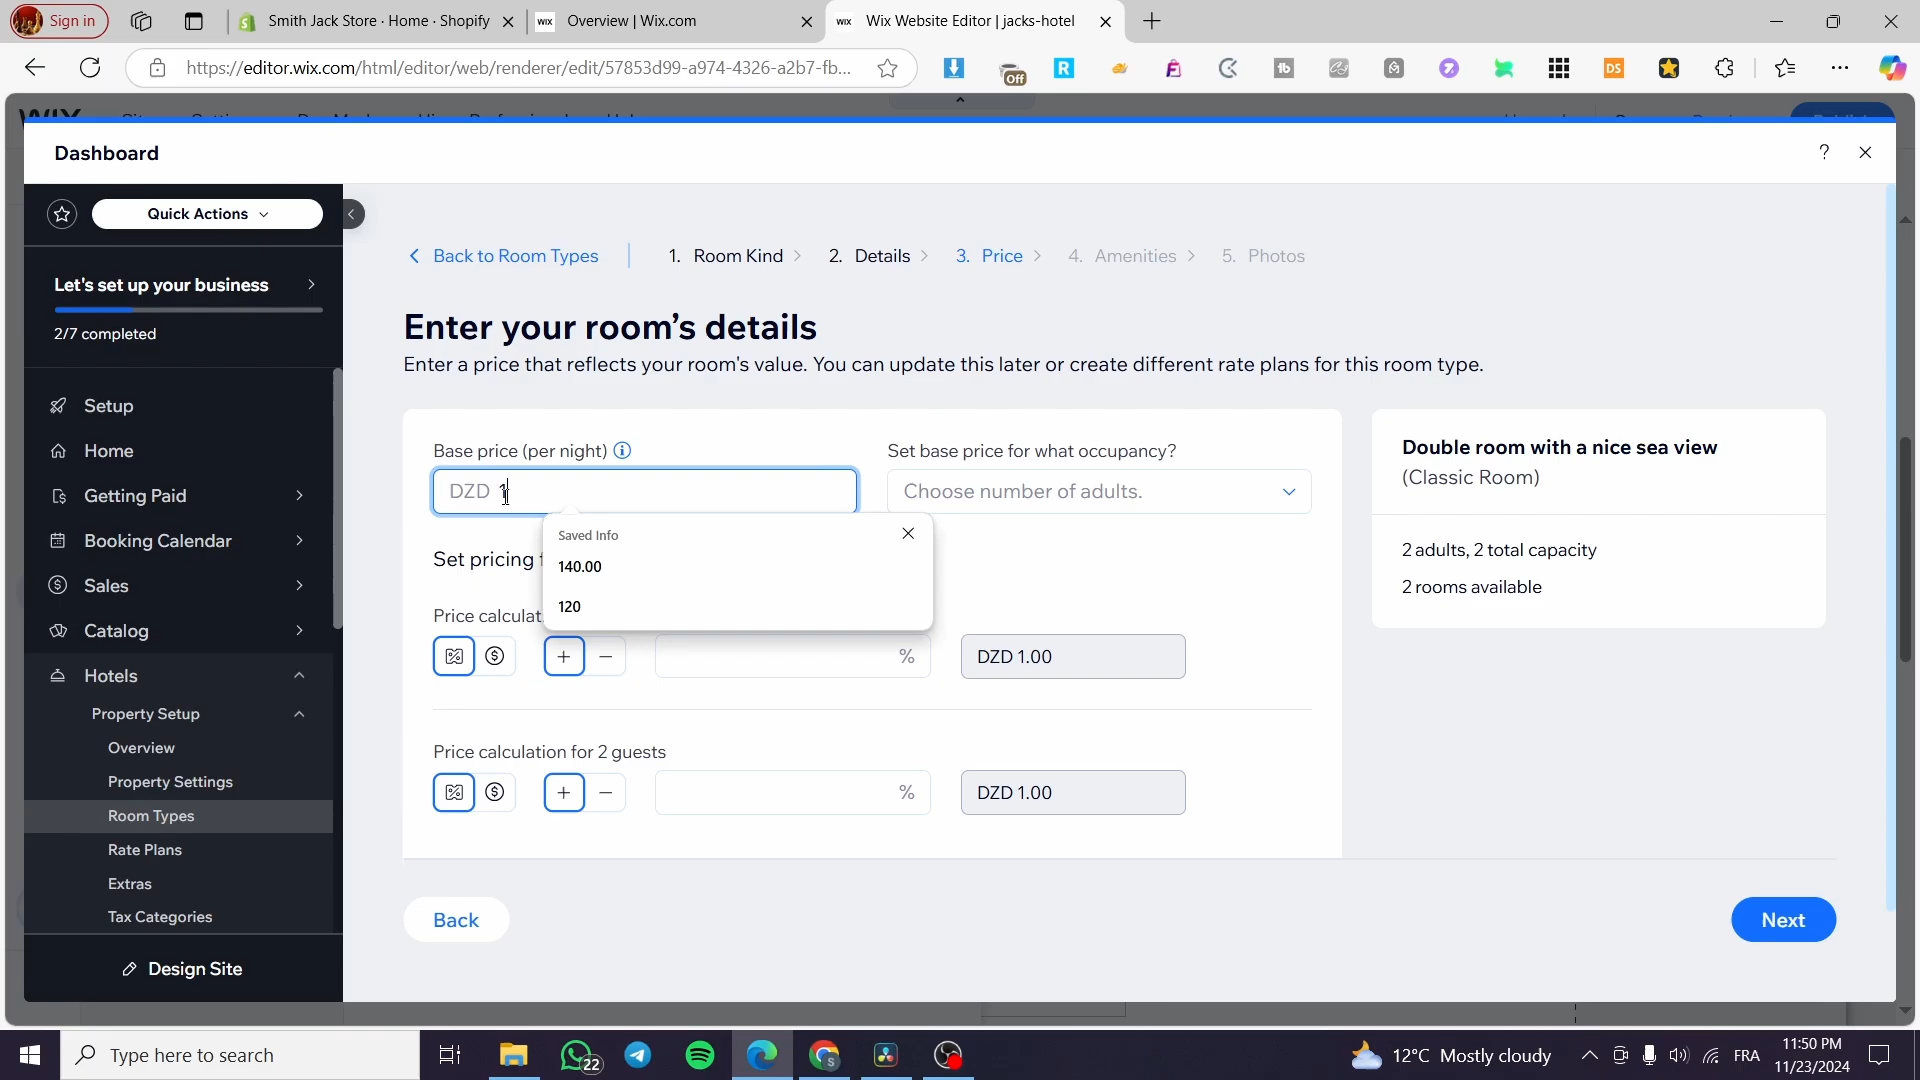 Sign in
Smith Jack Store · Home · Shopify
WiX
Overview | Wix.com
WiX
Wix Website Editor | jacks-hotel
https://editor.wix.com/html/editor/web/renderer/edit/57853d99-a974-4326-a2b7-fb...
Off
DS
Dashboard
?
Quick Actions
Back to Room Types
1. Room Kind
2. Details
3. Price
4. Amenities
5. Photos
Let's set up your business
2/7 completed
Enter your room's details
Enter a price that reflects your room's value. You can update this later or create different rate plans for this room type.
Setup
Home
Getting Paid
Booking Calendar
Sales
Catalog
Hotels
Property Setup
Overview
Property Settings
Room Types
Rate Plans
Extras
Tax Categories
Design Site
Base price (per night)
DZD 1
Set base price for what occupancy?
Choose number of adults.
Saved Info
140.00
120
Set pricing
Price calculat
%
DZD 1.00
Price calculation for 2 guests
%
DZD 1.00
Double room with a nice sea view
(Classic Room)
2 adults, 2 total capacity
2 rooms available
Back
Next
Type here to search
22
12°C Mostly cloudy
FRA
11:50 PM
11/23/2024